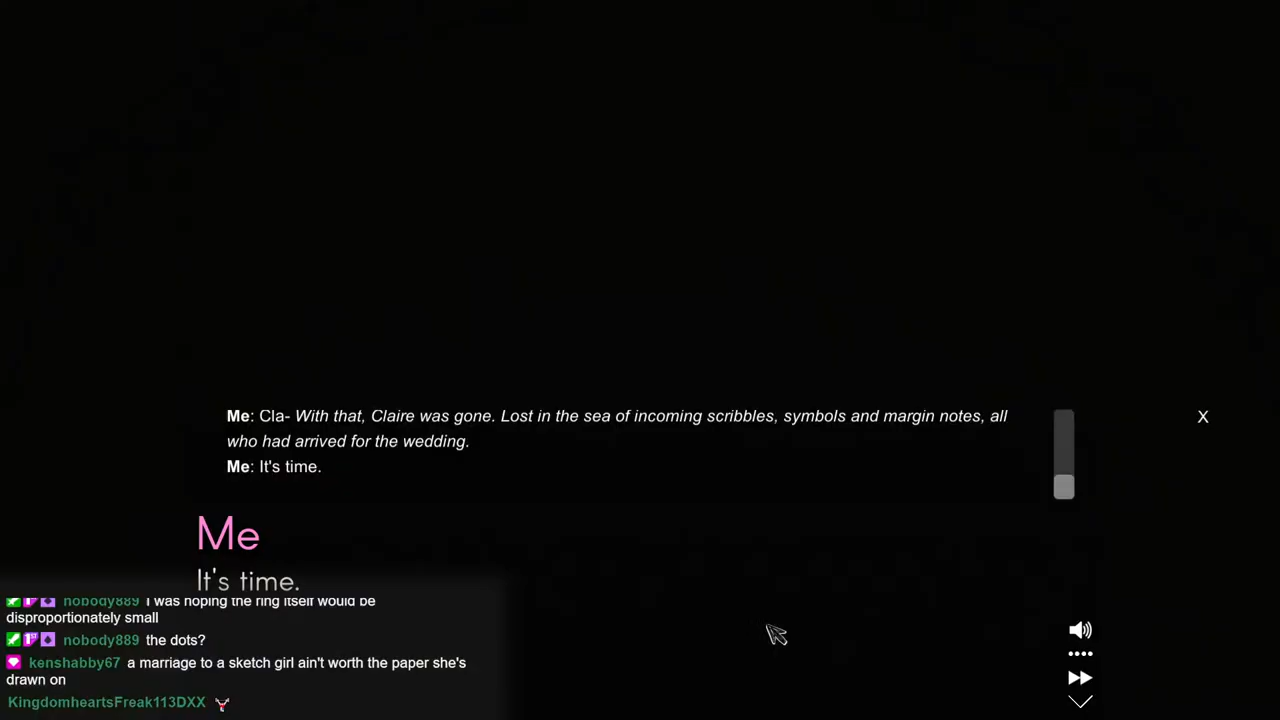 Me: Cla- With that, Claire was gone. Lost in the sea of incoming scribbles, symbols and margin notes, all
who had arrived for the wedding.
Me: It's time.
X
Me
It's time.
nobody889 I was hoping the ring itself would be
disproportionately small
nobody889 the dots?
kenshabby67 a marriage to a sketch girl ain't worth the paper she's
drawn on
KingdomheartsFreak113DXX